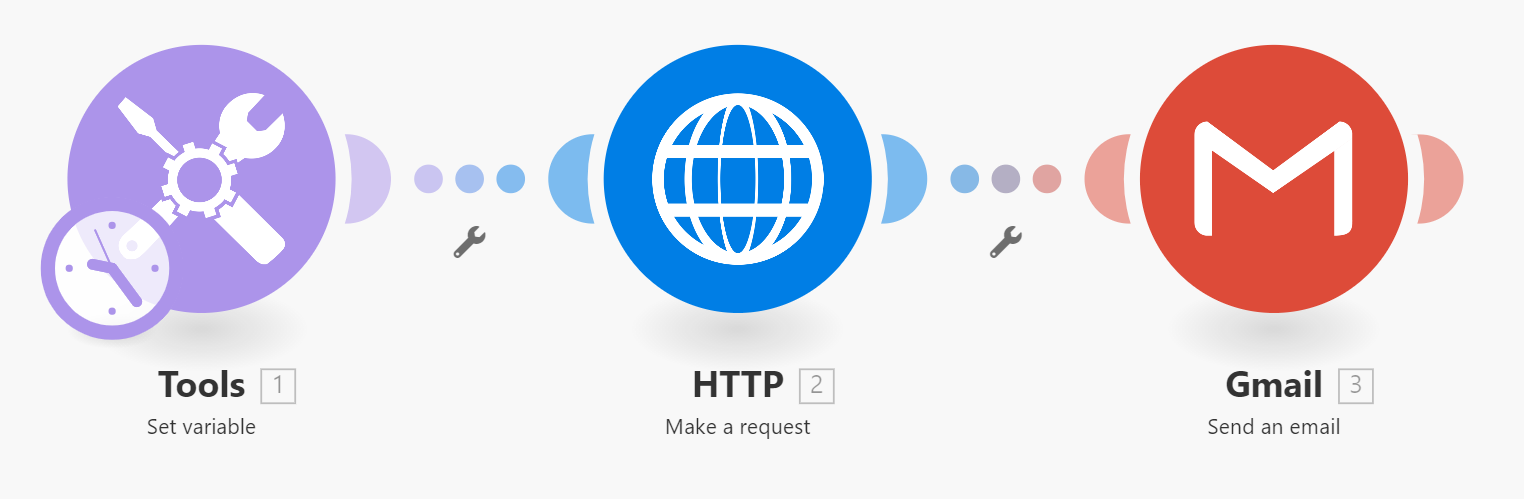 Tools 1
Set variable
HTTP 2
Make a request
Gmail 3
Send an email